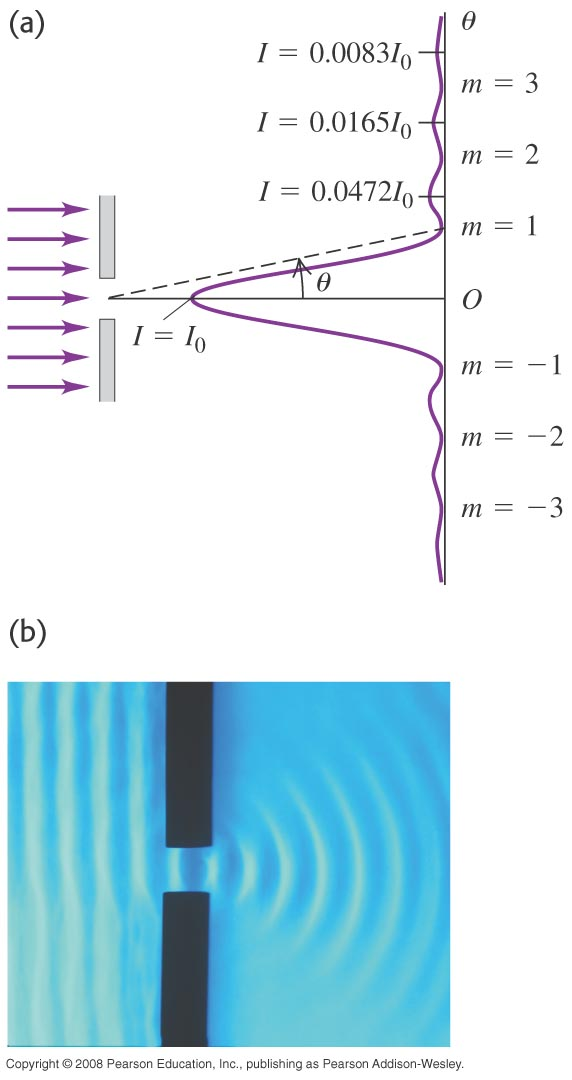 (a)
θ
I = 0.0083I₀
m = 3
I = 0.0165I₀
m = 2
I = 0.0472I₀
m = 1
θ
O
I = I₀
m = −1
m = −2
m = −3
(b)
Copyright © 2008 Pearson Education, Inc., publishing as Pearson Addison-Wesley.